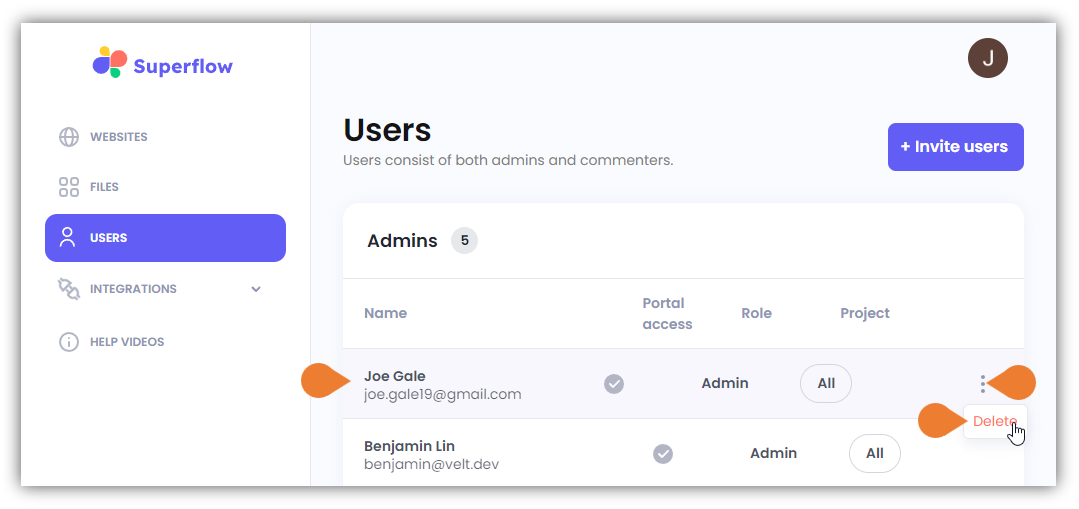 Superflow
J
WEBSITES
FILES
USERS
INTEGRATIONS
HELP VIDEOS
Users
Users consist of both admins and commenters.
+ Invite users
Admins 5
Name Portal access Role Project
Joe Gale
joe.gale19@gmail.com
Admin All
Delete
Benjamin Lin
benjamin@velt.dev
Admin All